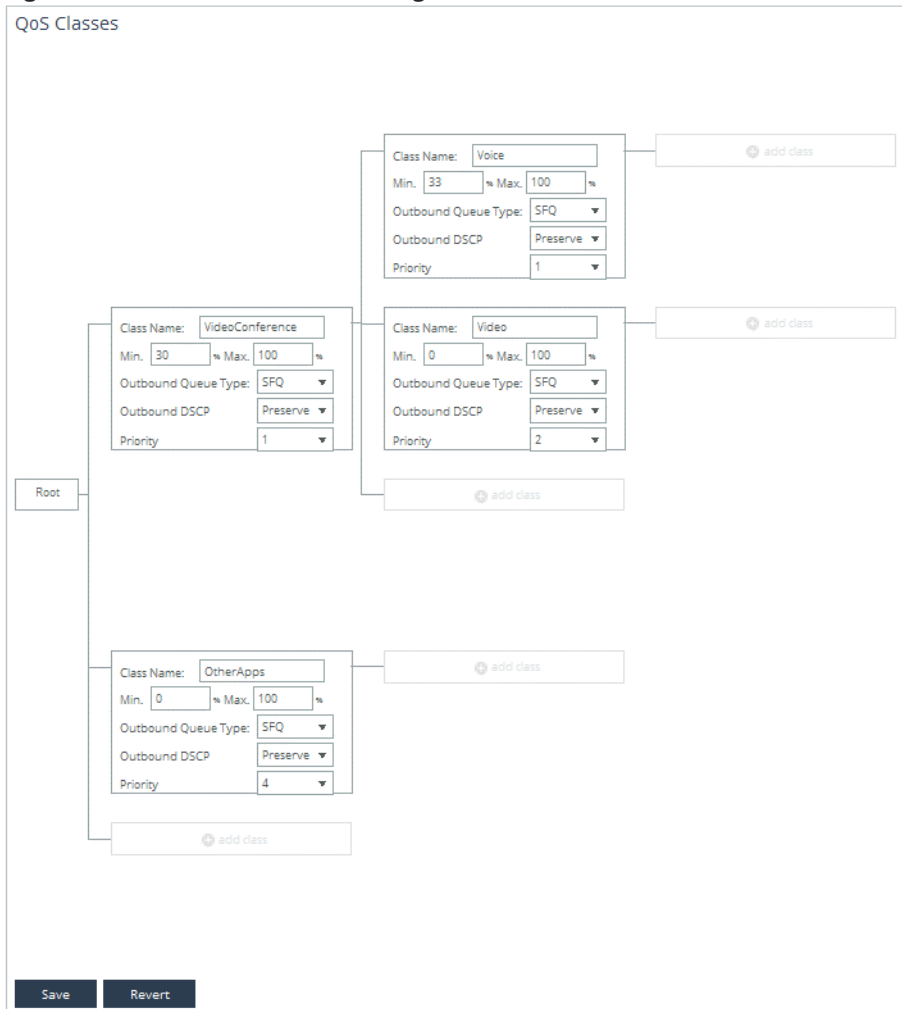 QoS Classes
Class Name: Voice
Min. 33 % Max. 100 %
Outbound Queue Type: SFQ
Outbound DSCP Preserve
Priority 1
add class
Class Name: VideoConference
Min. 30 % Max. 100 %
Outbound Queue Type: SFQ
Outbound DSCP Preserve
Priority 1
Class Name: Video
Min. 0 % Max. 100 %
Outbound Queue Type: SFQ
Outbound DSCP Preserve
Priority 2
add class
Root
add class
Class Name: OtherApps
Min. 0 % Max. 100 %
Outbound Queue Type: SFQ
Outbound DSCP Preserve
Priority 4
add class
add class
Save Revert